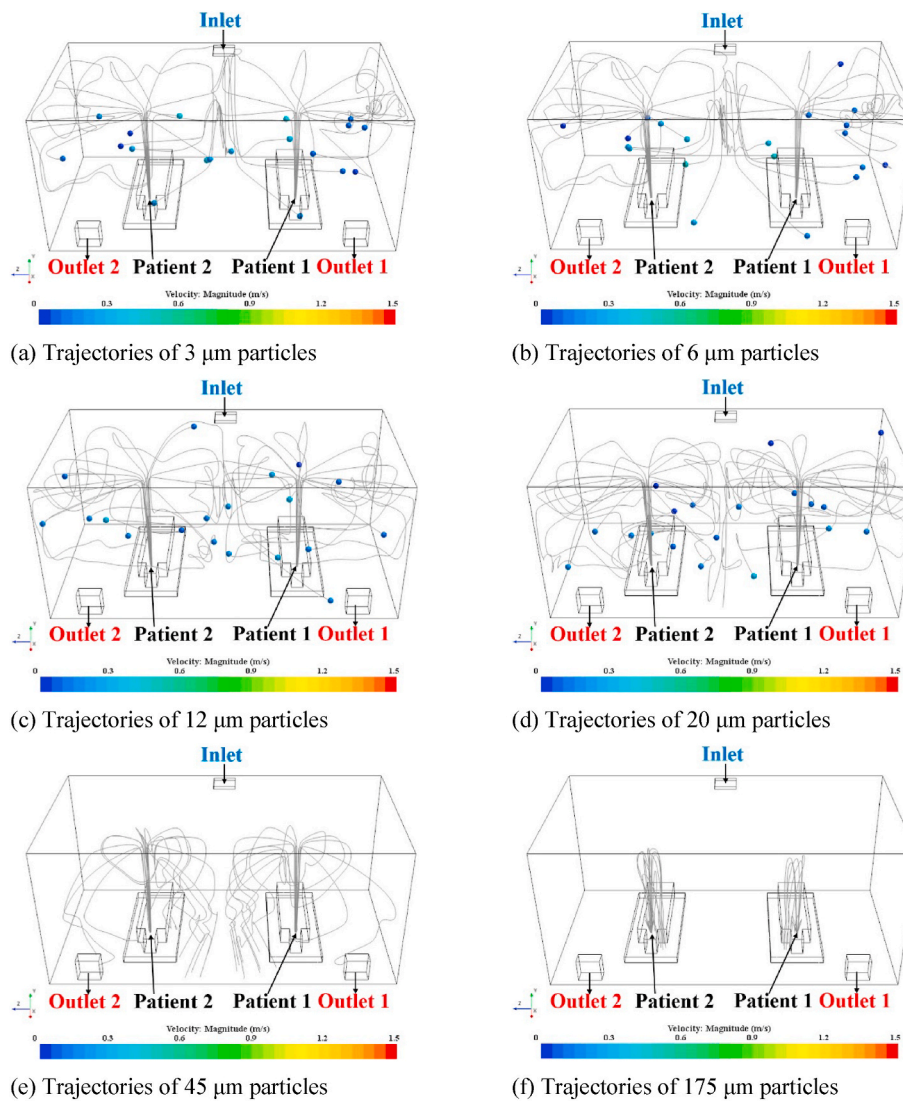 Inlet
Outlet 2 Patient 2 Patient 1 Outlet 1
Z Y X
Velocity: Magnitude (m/s)
0 0.3 0.6 0.9 1.2 1.5
(a) Trajectories of 3 μm particles
Inlet
Outlet 2 Patient 2 Patient 1 Outlet 1
Z Y X
Velocity: Magnitude (m/s)
0 0.3 0.6 0.9 1.2 1.5
(b) Trajectories of 6 μm particles
Inlet
Outlet 2 Patient 2 Patient 1 Outlet 1
Z Y X
Velocity: Magnitude (m/s)
0 0.3 0.6 0.9 1.2 1.5
(c) Trajectories of 12 μm particles
Inlet
Outlet 2 Patient 2 Patient 1 Outlet 1
Z Y X
Velocity: Magnitude (m/s)
0 0.3 0.6 0.9 1.2 1.5
(d) Trajectories of 20 μm particles
Inlet
Outlet 2 Patient 2 Patient 1 Outlet 1
Z Y X
Velocity: Magnitude (m/s)
0 0.3 0.6 0.9 1.2 1.5
(e) Trajectories of 45 μm particles
Inlet
Outlet 2 Patient 2 Patient 1 Outlet 1
Z Y X
Velocity: Magnitude (m/s)
0 0.3 0.6 0.9 1.2 1.5
(f) Trajectories of 175 μm particles